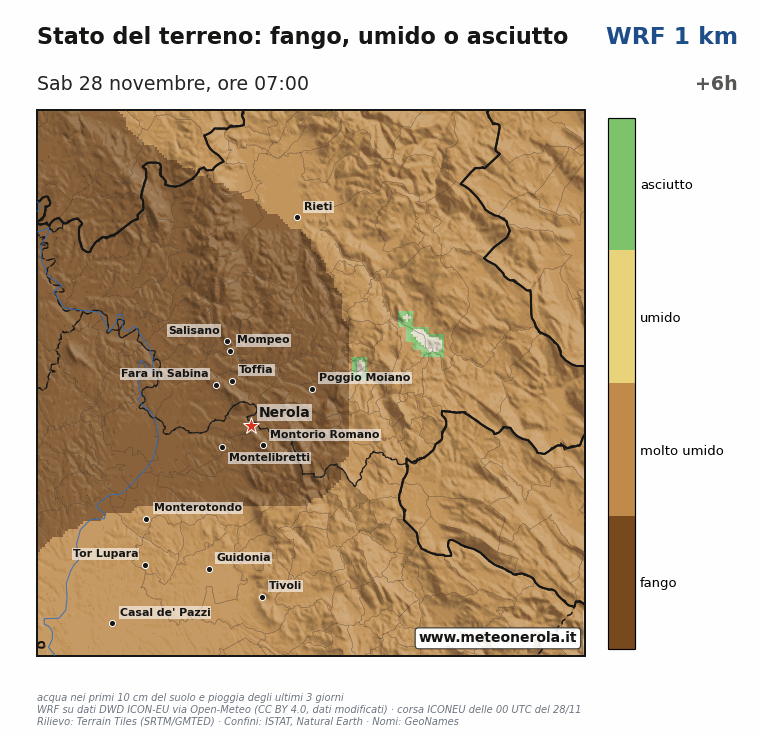 Stato del terreno: fango, umido o asciutto
WRF 1 km
Sab 28 novembre, ore 07:00
+6h
Rieti
Salisano
Mompeo
Toffia
Fara in Sabina
Poggio Moiano
Nerola
Montorio Romano
Montelibretti
Monterotondo
Tor Lupara
Guidonia
Tivoli
Casal de' Pazzi
www.meteonerola.it
asciutto
umido
molto umido
fango
acqua nei primi 10 cm del suolo e pioggia degli ultimi 3 giorni
WRF su dati DWD ICON-EU via Open-Meteo (CC BY 4.0, dati modificati) · corsa ICONEU delle 00 UTC del 28/11
Rilievo: Terrain Tiles (SRTM/GMTED) · Confini: ISTAT, Natural Earth · Nomi: GeoNames